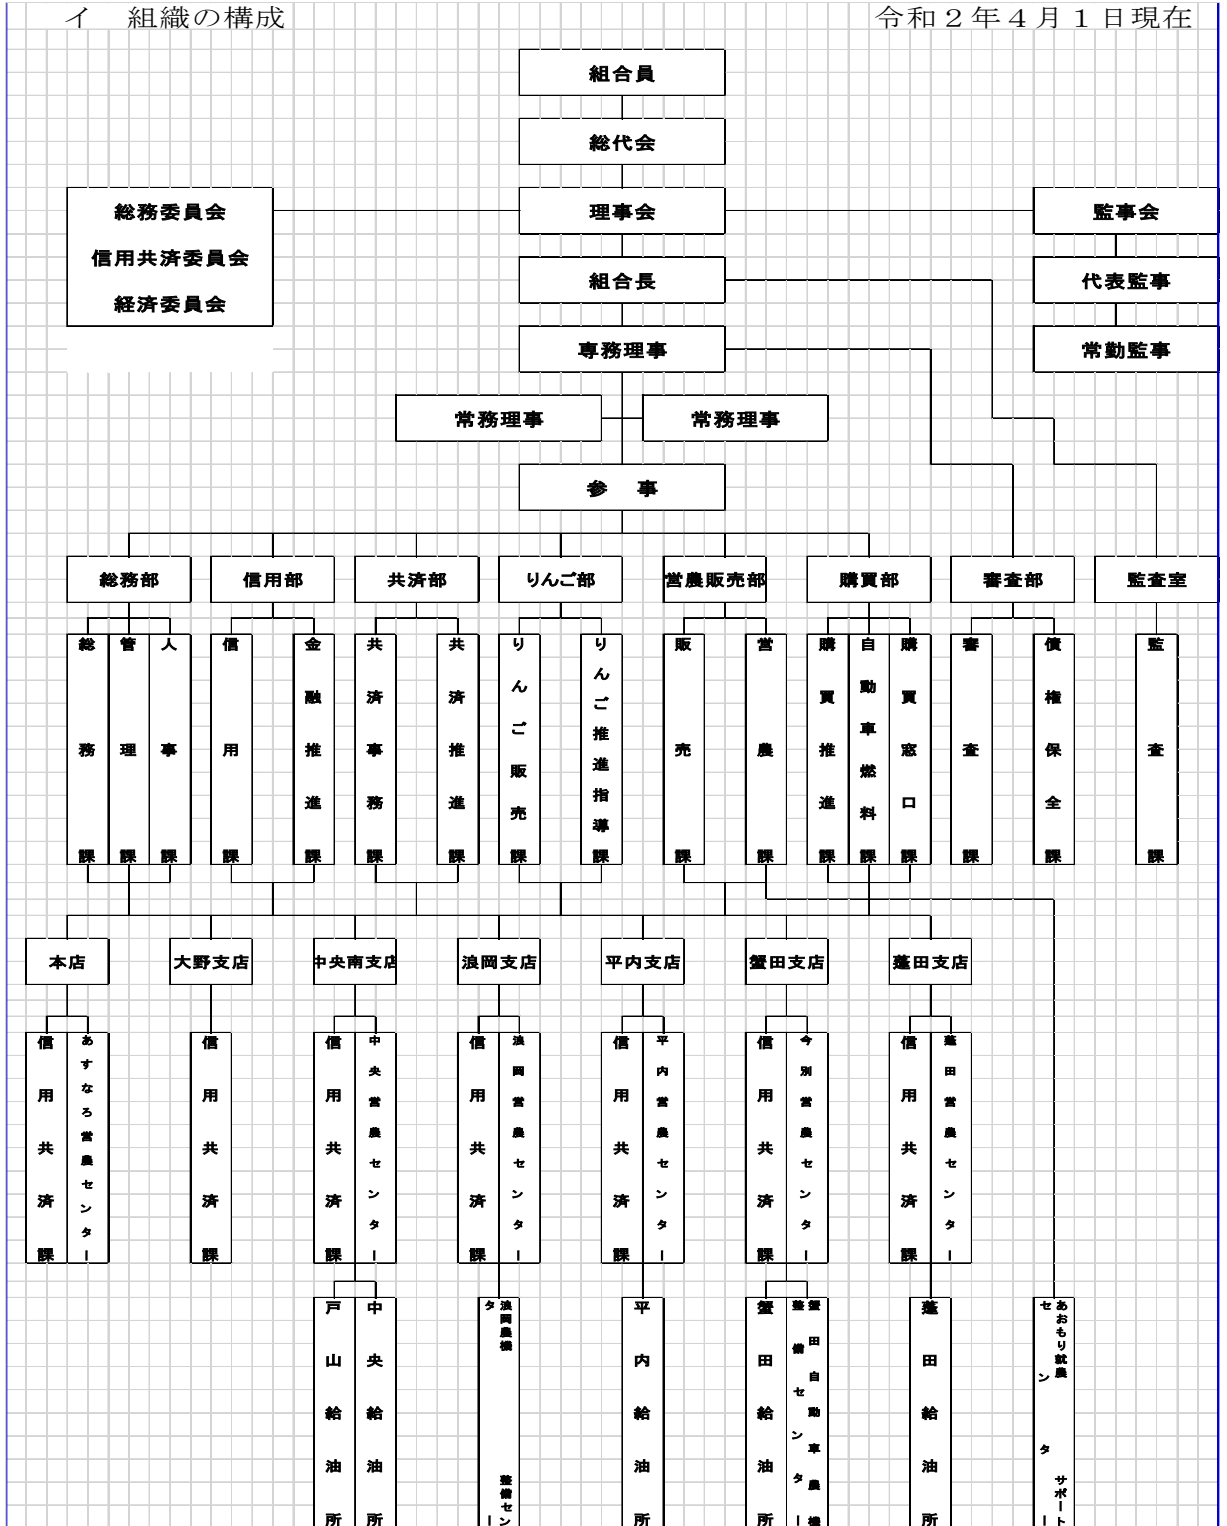 イ　組織の構成
令和２年４月１日現在
組合員
総代会
総務委員会
信用共済委員会
経済委員会
理事会
監事会
組合長
代表監事
専務理事
常勤監事
常務理事
常務理事
参　事
総務部
信用部
共済部
りんご部
営農販売部
購買部
審査部
監査室
総務課
管理課
人事課
信用課
金融推進課
共済事務課
共済推進課
りんご販売課
りんご推進指導課
販売課
営農課
購買推進課
自動車燃料課
購買窓口課
審査課
債権保全課
監査課
本店
大野支店
中央南支店
浪岡支店
平内支店
蟹田支店
蓬田支店
信用共済課
あすなろ営農センター
信用共済課
信用共済課
中央営農センター
信用共済課
浪岡営農センター
信用共済課
平内営農センター
信用共済課
今別営農センター
信用共済課
蓬田営農センター
戸山給油所
中央給油所
浪岡農機整備センター
平内給油所
蟹田給油所
蟹田自動車農機整備センター
蓬田給油所
あおもり就農サポートセンター